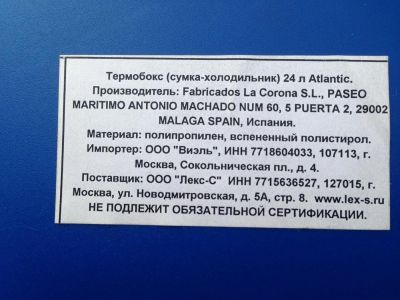 Термобокс (сумка-холодильник) 24 л Atlantic.
Производитель: Fabricados La Corona S.L., PASEO
MARITIMO ANTONIO MACHADO NUM 60, 5 PUERTA 2, 29002
MALAGA SPAIN, Испания.
Материал: полипропилен, вспененный полистирол.
Импортер: ООО "Виэль", ИНН 7718604033, 107113, г.
Москва, Сокольническая пл., д. 4.
Поставщик: ООО "Лекс-С" ИНН 7715636527, 127015, г.
Москва, ул. Новодмитровская, д. 5А, стр. 8. www.lex-s.ru
НЕ ПОДЛЕЖИТ ОБЯЗАТЕЛЬНОЙ СЕРТИФИКАЦИИ.